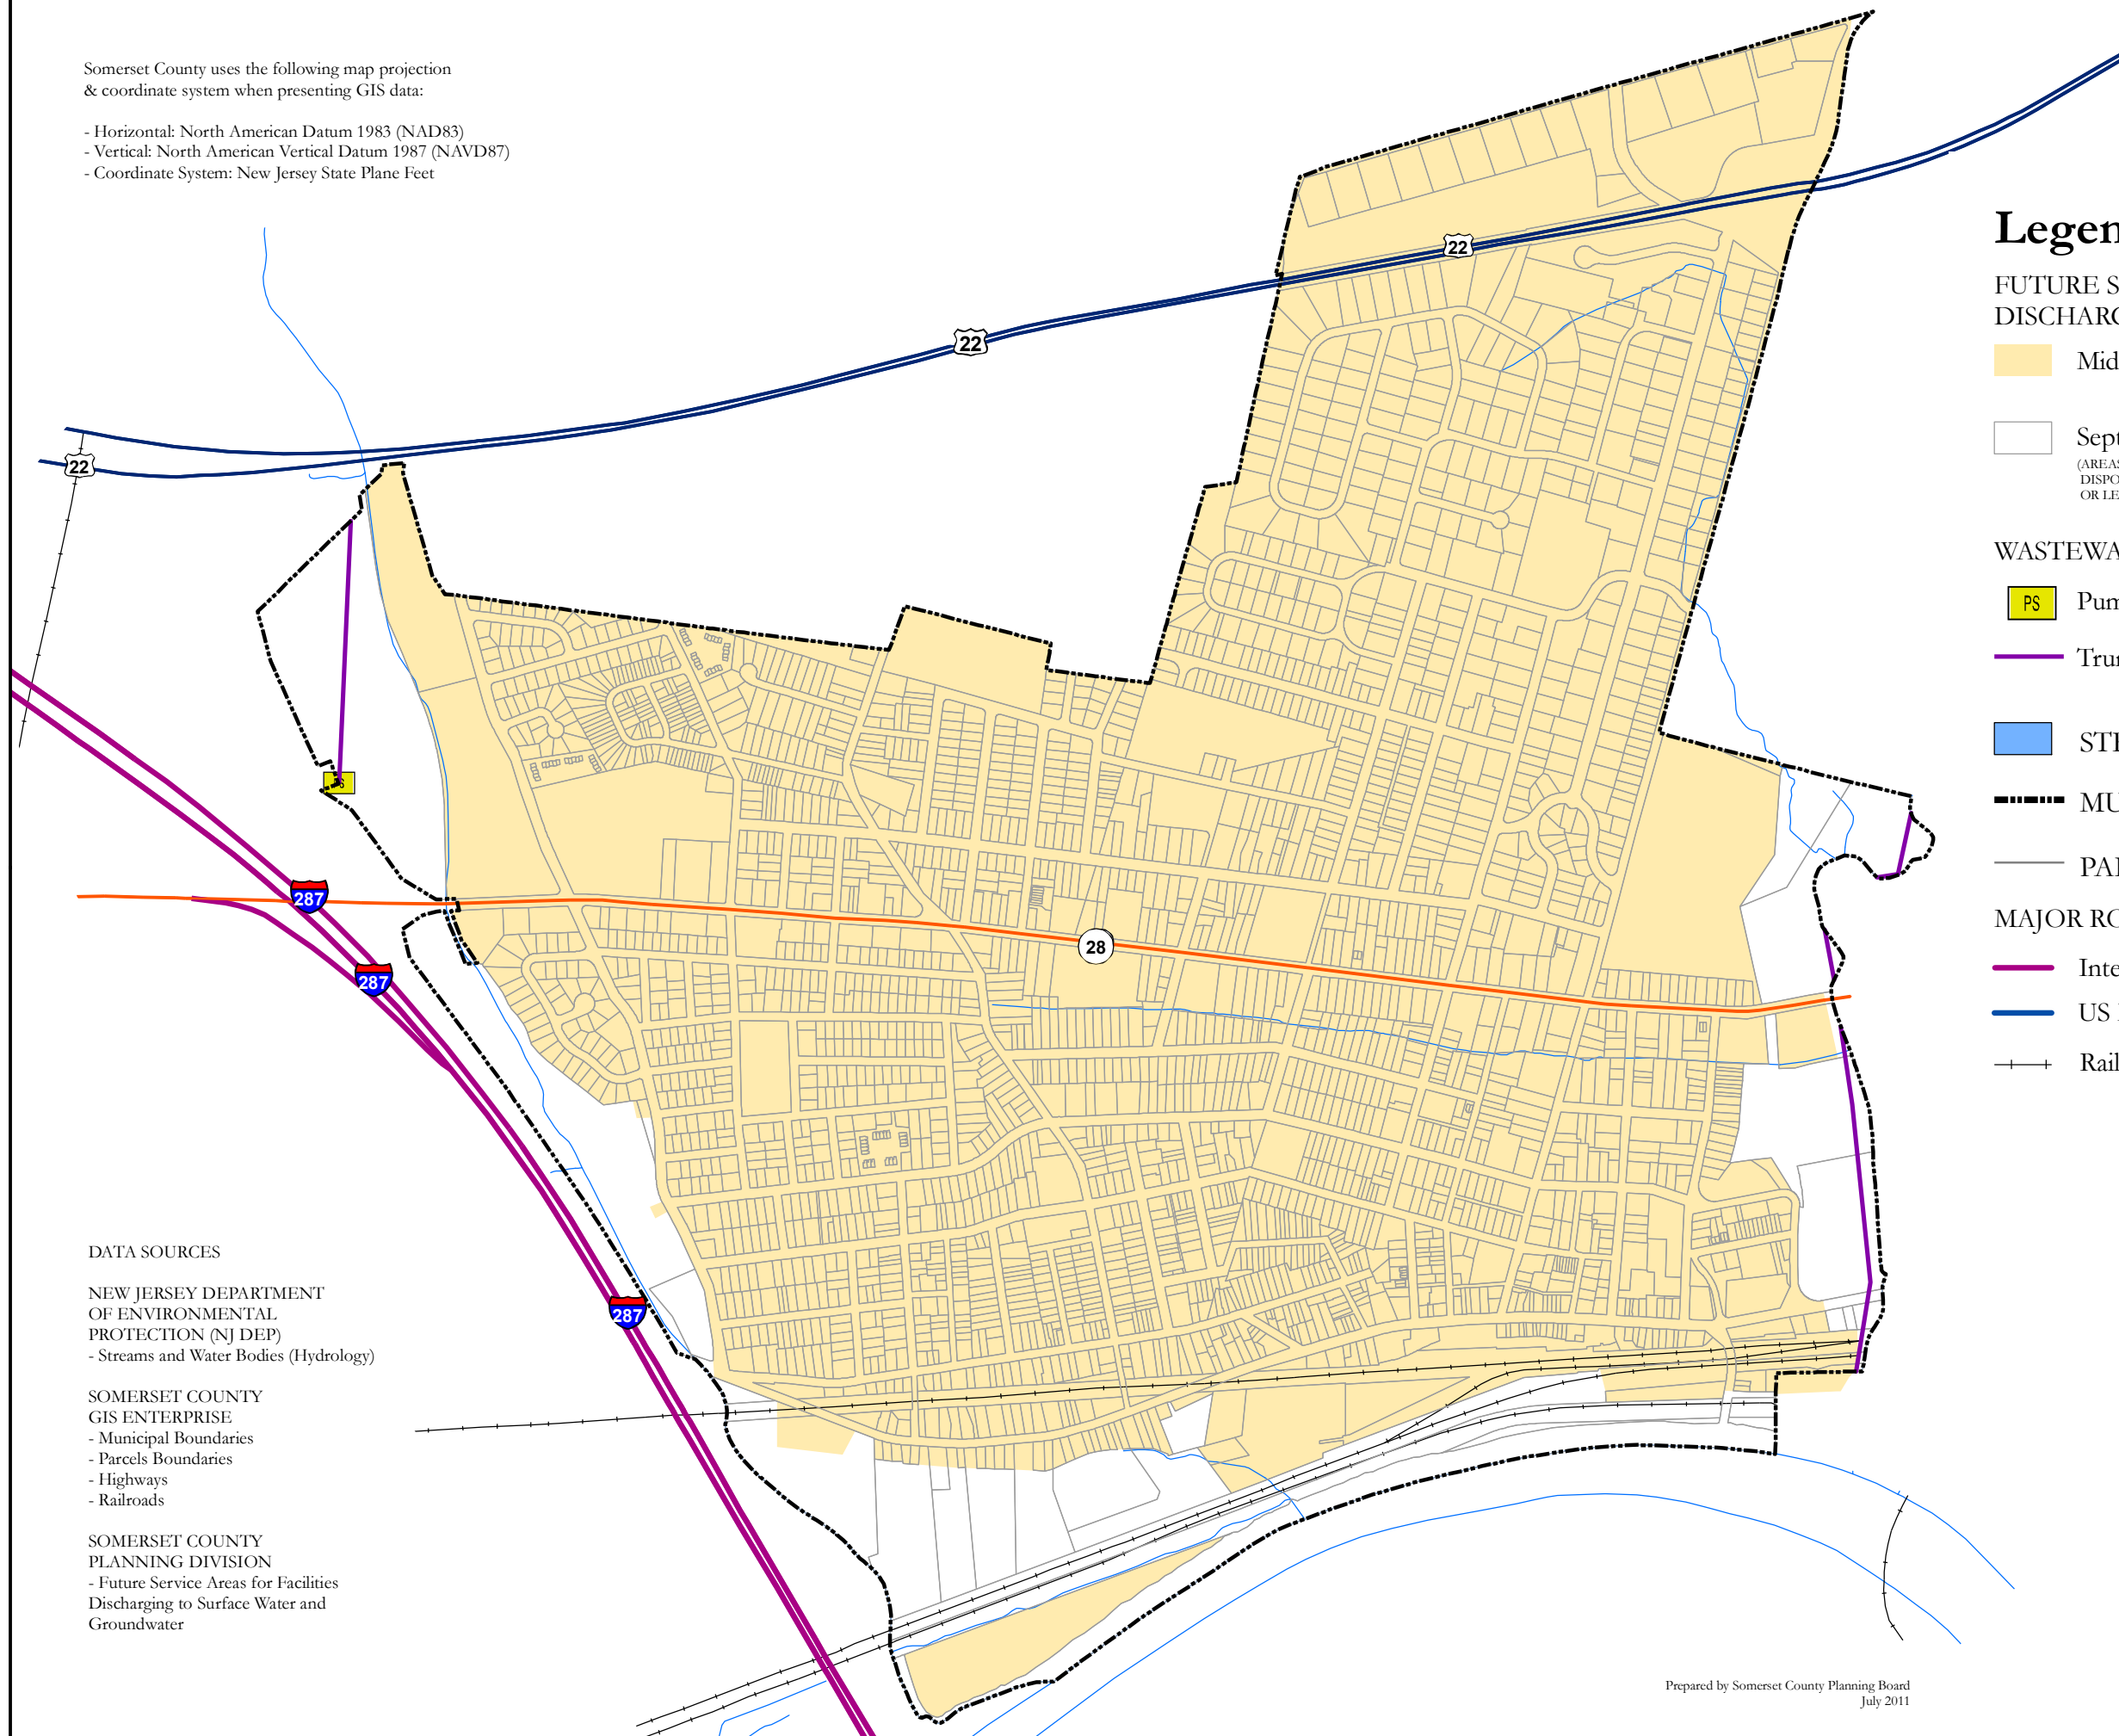 Somerset County uses the following map projection
& coordinate system when presenting GIS data:
- Horizontal: North American Datum 1983 (NAD83)
- Vertical: North American Vertical Datum 1987 (NAVD87)
- Coordinate System: New Jersey State Plane Feet
22
22
22
287
287
287
28
PS
DATA SOURCES
NEW JERSEY DEPARTMENT
OF ENVIRONMENTAL
PROTECTION (NJ DEP)
- Streams and Water Bodies (Hydrology)
SOMERSET COUNTY
GIS ENTERPRISE
- Municipal Boundaries
- Parcels Boundaries
- Highways
- Railroads
SOMERSET COUNTY
PLANNING DIVISION
- Future Service Areas for Facilities
Discharging to Surface Water and
Groundwater
Legen
FUTURE S
DISCHARG
Mid
Sept
(AREAS
DISPO
OR LE
WASTEWA
PS
Pum
Trun
STR
MU
PAR
MAJOR RO
Inte
US
Rail
Prepared by Somerset County Planning Board
July 2011